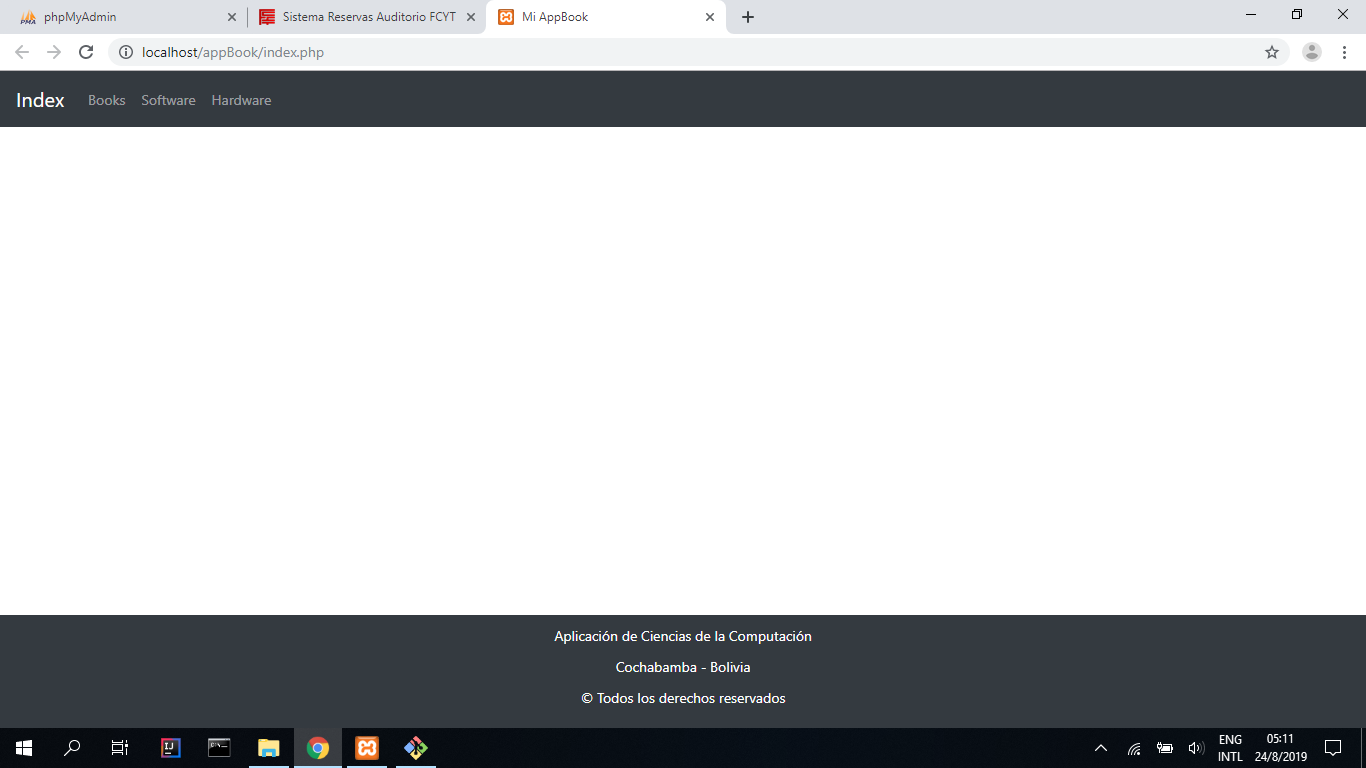 phpMyAdmin
Sistema Reservas Auditorio FCYT
Mi AppBook
localhost/appBook/index.php
Index Books Software Hardware
Aplicación de Ciencias de la Computación
Cochabamba - Bolivia
© Todos los derechos reservados
ENG
INTL
05:11
24/8/2019